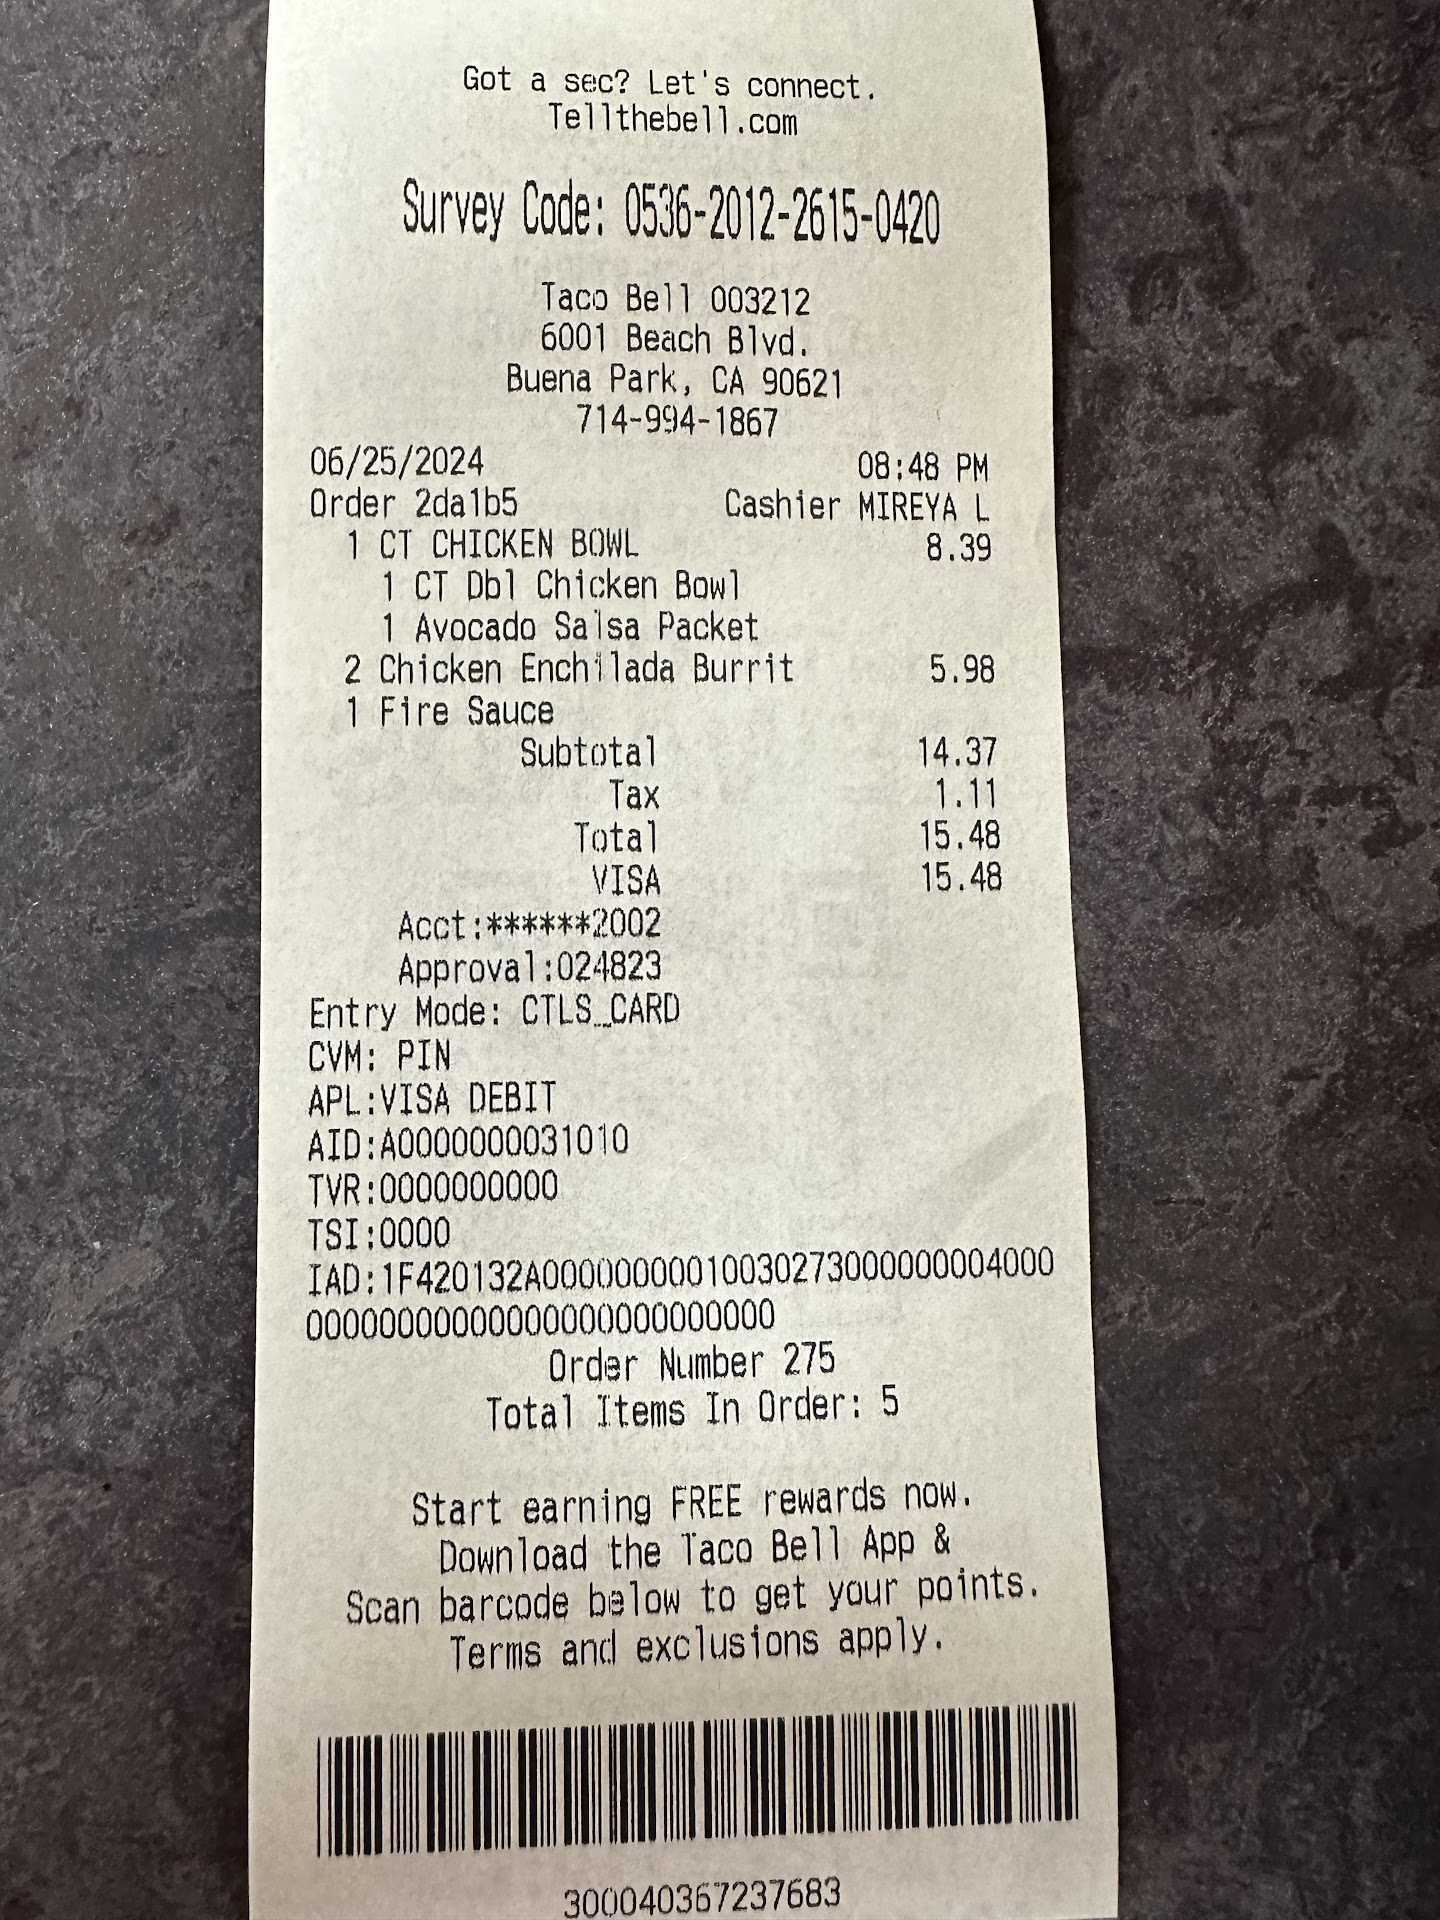 Got a sec? Let's connect.
Tellthebell.com
Survey Code: 0536-2012-2615-0420
Taco Bell 003212
6001 Beach Blvd.
Buena Park, CA 90621
714-994-1867
06/25/2024 08:48 PM
Order 2da1b5 Cashier MIREYA L
1 CT CHICKEN BOWL 8.39
1 CT Dbl Chicken Bowl
1 Avocado Salsa Packet
2 Chicken Enchilada Burrit 5.98
1 Fire Sauce
Subtotal 14.37
Tax 1.11
Total 15.48
VISA 15.48
Acct:******2002
Approval:024823
Entry Mode: CTLS_CARD
CVM: PIN
APL:VISA DEBIT
AID:A0000000031010
TVR:0000000000
TSI:0000
IAD:1F420132A00000000010030273000000004000
00000000000000000000000000
Order Number 275
Total Items In Order: 5
Start earning FREE rewards now.
Download the Taco Bell App &
Scan barcode below to get your points.
Terms and exclusions apply.
300040367237683